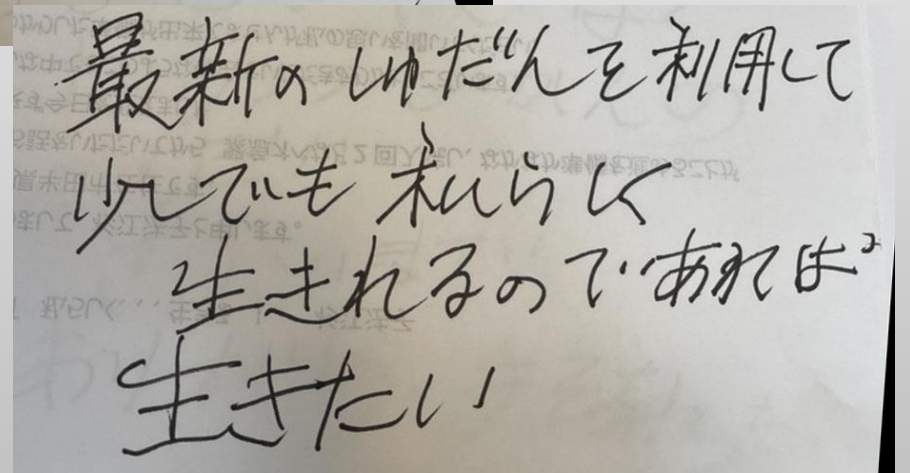 最新のしゅだんを利用して
少しでも私らしく
生きれるのであれば
生きたい